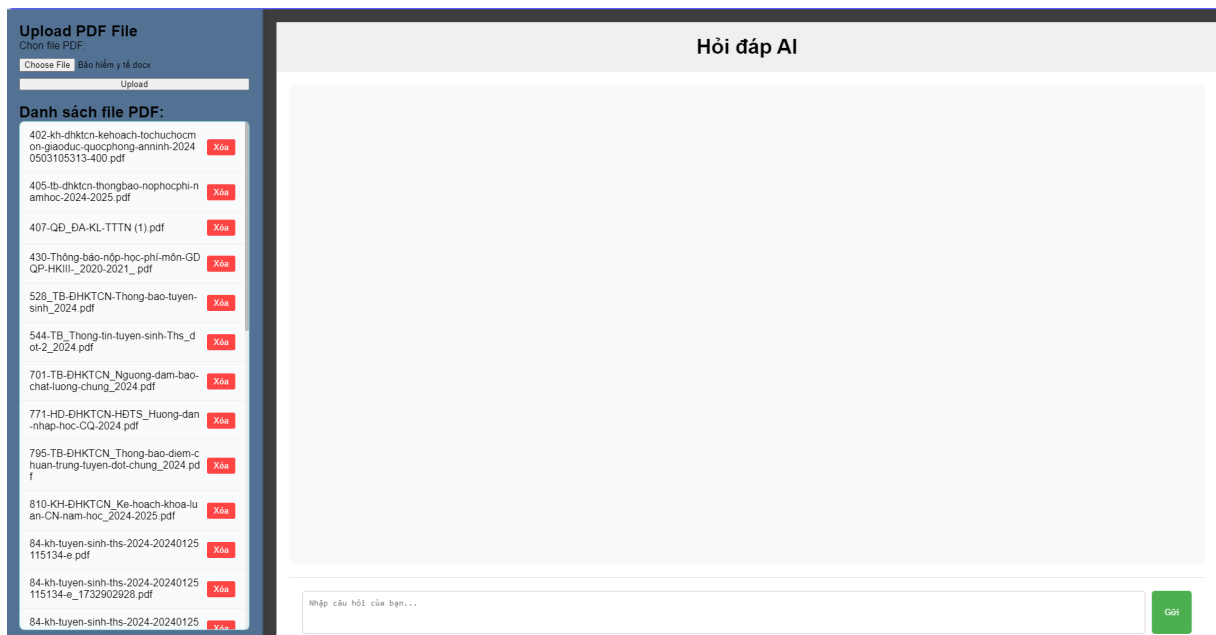 Upload PDF File
Chọn file PDF:
Choose File Bảo hiểm y tế.docx
Upload
Danh sách file PDF:
402-kh-dhktcn-kehoach-tochuchocm
on-giaoduc-quocphong-anninh-2024
0503105313-400.pdf
Xóa
405-tb-dhktcn-thongbao-nophocphi-n
amhoc-2024-2025.pdf
Xóa
407-QĐ_ĐA-KL-TTTN (1).pdf
Xóa
430-Thông-báo-nộp-học-phí-môn-GD
QP-HKIII-_2020-2021_.pdf
Xóa
528_TB-ĐHKTCN-Thong-bao-tuyen-
sinh_2024.pdf
Xóa
544-TB_Thong-tin-tuyen-sinh-Ths_d
ot-2_2024.pdf
Xóa
701-TB-ĐHKTCN_Nguong-dam-bao-
chat-luong-chung_2024.pdf
Xóa
771-HD-ĐHKTCN-HĐTS_Huong-dan
-nhap-hoc-CQ-2024.pdf
Xóa
795-TB-ĐHKTCN_Thong-bao-diem-c
huan-trung-tuyen-dot-chung_2024.pd
f
Xóa
810-KH-ĐHKTCN_Ke-hoach-khoa-lu
an-CN-nam-hoc_2024-2025.pdf
Xóa
84-kh-tuyen-sinh-ths-2024-20240125
115134-e.pdf
Xóa
84-kh-tuyen-sinh-ths-2024-20240125
115134-e_1732902928.pdf
Xóa
84-kh-tuyen-sinh-ths-2024-20240125
Xóa
Hỏi đáp AI
Nhập câu hỏi của bạn...
Gửi